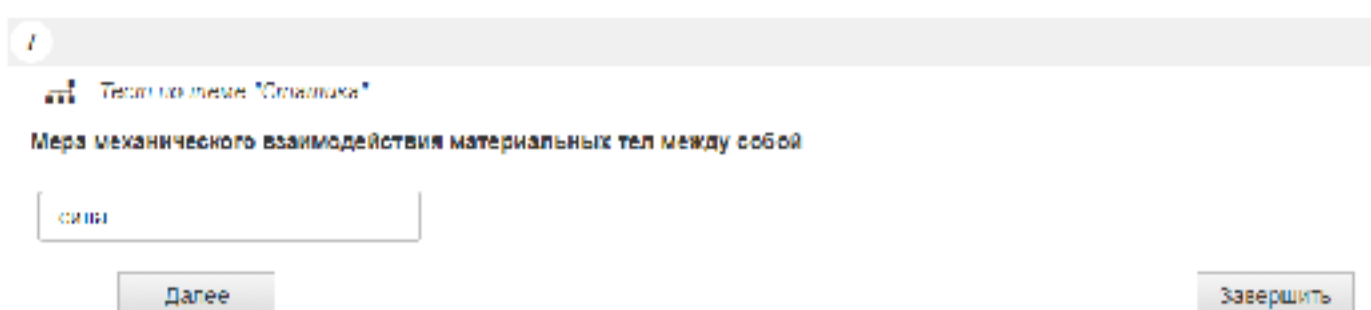 Тест по теме "Статика"
Мера механического взаимодействия материальных тел между собой
сила
Далее
Завершить